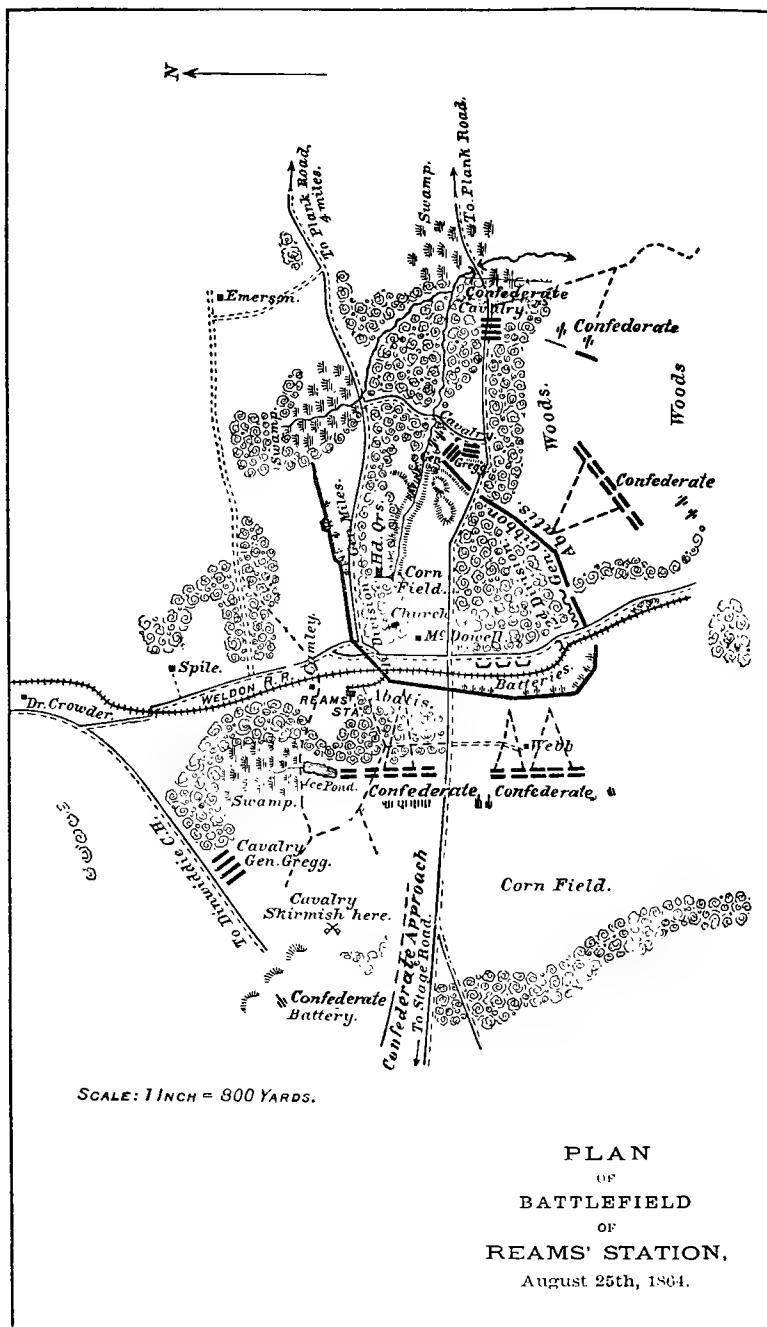 N
To Plank Road,
4 miles.
Swamp.
To Plank Road.
Emerson.
Confederate
Cavalry
Confederate
Swamp.
Woods.
Woods
Cavalry
Gen.
Gregg
Confederate
Abatis.
Gen. Gibbon
Division
Gen. Miles.
Division
Hd. Qrs.
Corn
Field.
Church
McDowell
Spile.
WELDON R.R.
Dr. Crowder.
REAMS'
STA.
Abatis.
Batteries.
Webb
Ice Pond.
Swamp.
Confederate
Confederate
To Dinwiddie C.H.
Cavalry
Gen. Gregg.
Cavalry
Skirmish here.
Corn Field.
Confederate
Battery.
Confederate Approach
To Stage Road.
SCALE: 1 INCH = 800 YARDS.
PLAN
OF
BATTLEFIELD
OF
REAMS' STATION,
August 25th, 1864.